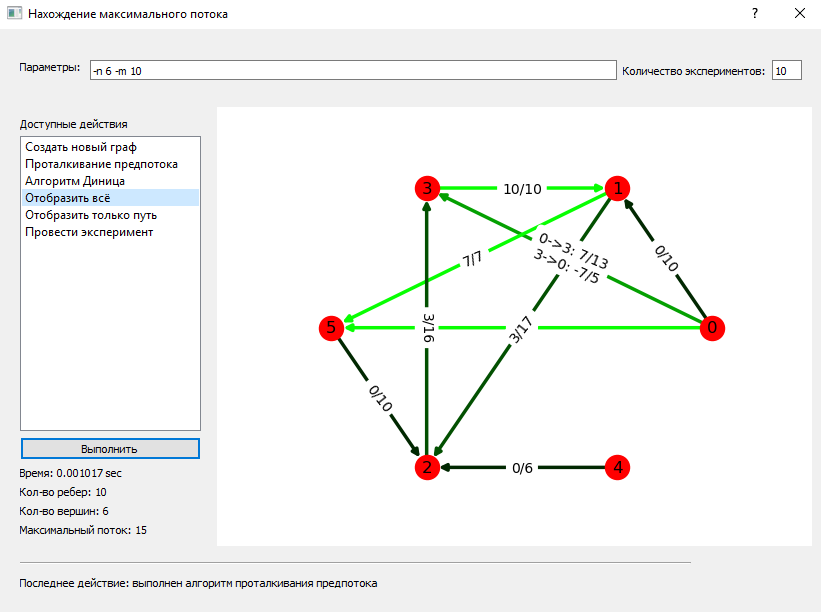 Нахождение максимального потока
?
Параметры: -n 6 -m 10 Количество экспериментов: 10
Доступные действия
Создать новый граф
Проталкивание предпотока
Алгоритм Диница
Отобразить всё
Отобразить только путь
Провести эксперимент
Выполнить
Время: 0.001017 sec
Кол-во ребер: 10
Кол-во вершин: 6
Максимальный поток: 15
3 10/10 1
0->3: 7/13
3->0: -7/5
0/10
7/7
5 3/16 3/17 0
0/10
2 0/6 4
Последнее действие: выполнен алгоритм проталкивания предпотока